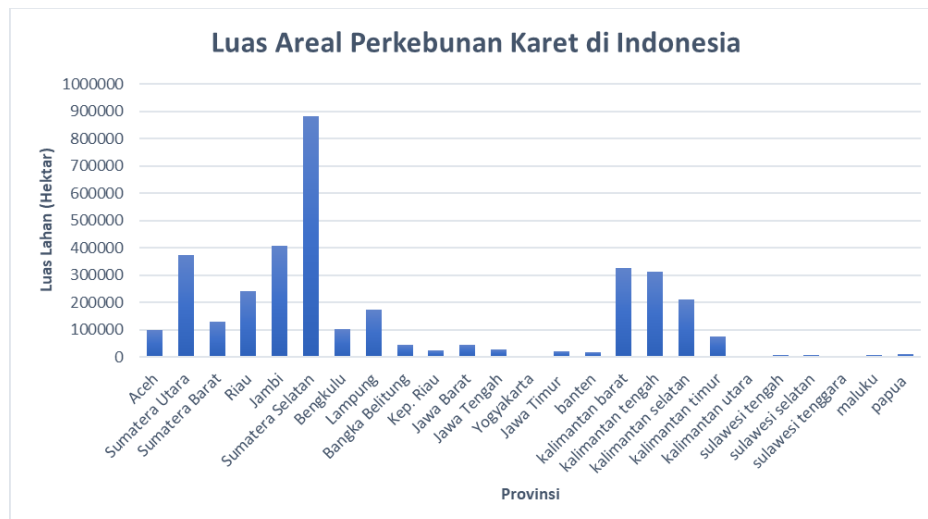 Luas Areal Perkebunan Karet di Indonesia
Luas Lahan (Hektar)
1000000
900000
800000
700000
600000
500000
400000
300000
200000
100000
0
Aceh
Sumatera Utara
Sumatera Barat
Riau
Jambi
Sumatera Selatan
Bengkulu
Lampung
Bangka Belitung
Kep. Riau
Jawa Barat
Jawa Tengah
Yogyakarta
Jawa Timur
banten
kalimantan barat
kalimantan tengah
kalimantan selatan
kalimantan timur
kalimantan utara
sulawesi tengah
sulawesi selatan
sulawesi tenggara
maluku
papua
Provinsi